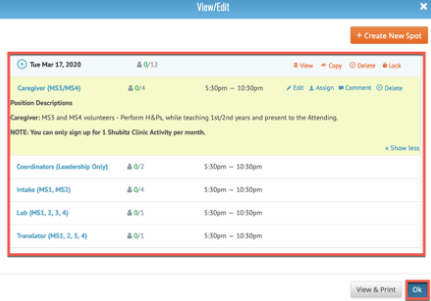 View/Edit
+ Create New Spot
Tue Mar 17, 2020 0/12 View Copy Delete Lock
Caregiver (MS3/MS4) 0/4 5:30pm — 10:30pm Edit Assign Comment Delete
Position Descriptions
Caregiver: MS3 and MS4 volunteers - Perform H&Ps, while teaching 1st/2nd years and present to the Attending.
NOTE: You can only sign up for 1 Shubitz Clinic Activity per month.
« Show less
Coordinators (Leadership Only) 0/2 5:30pm — 10:30pm
Intake (MS1, MS2) 0/4 5:30pm — 10:30pm
Lab (MS1, 2, 3, 4) 0/1 5:30pm — 10:30pm
Translator (MS1, 2, 3, 4) 0/1 5:30pm — 10:30pm
View & Print Ok